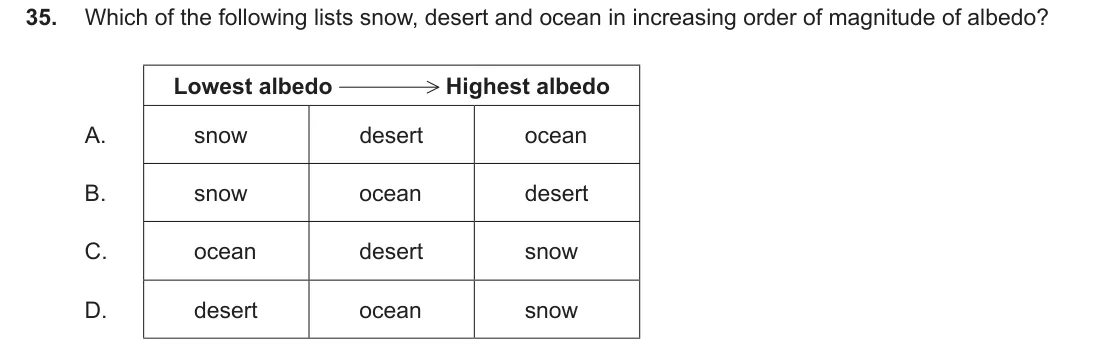 35. Which of the following lists snow, desert and ocean in increasing order of magnitude of albedo?
Lowest albedo ⟶ Highest albedo
A. snow desert ocean
B. snow ocean desert
C. ocean desert snow
D. desert ocean snow